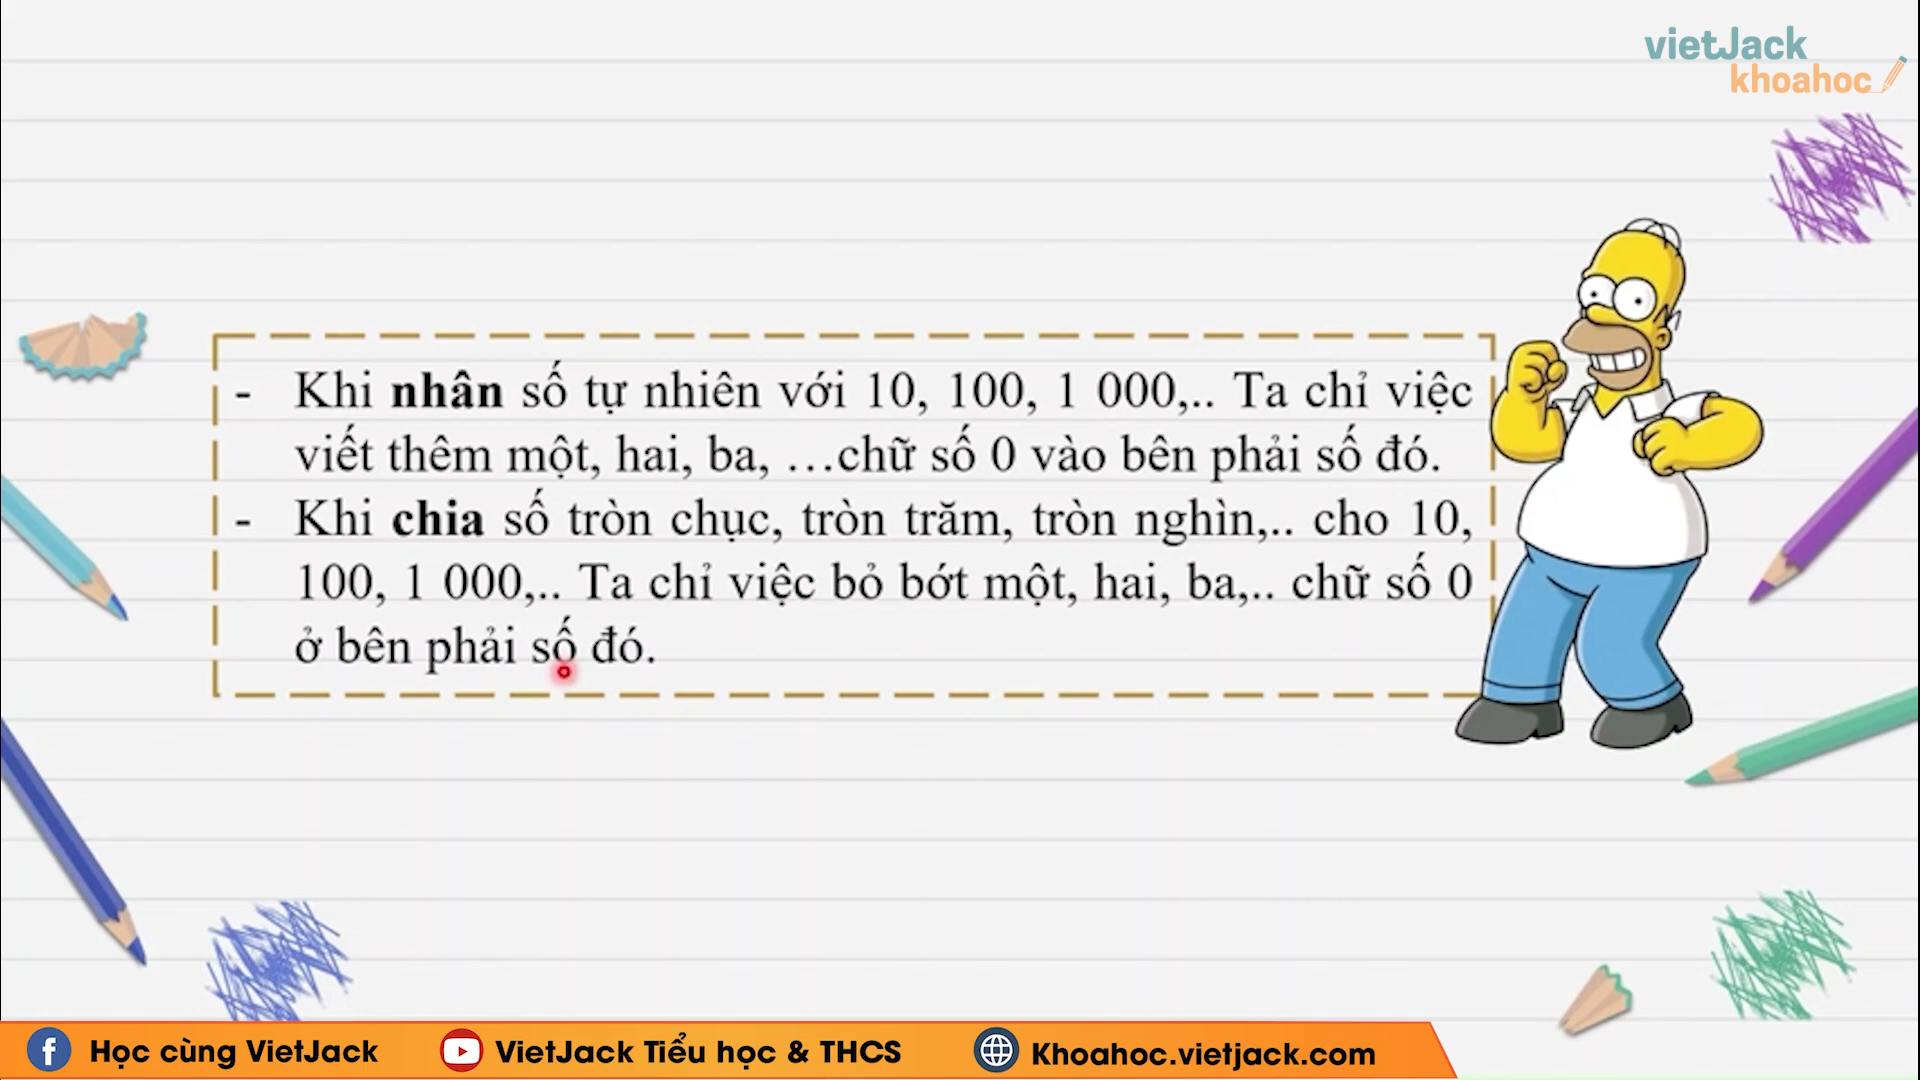 vietJack
khoahoc
- Khi nhân số tự nhiên với 10, 100, 1 000,.. Ta chỉ việc
viết thêm một, hai, ba, …chữ số 0 vào bên phải số đó.
- Khi chia số tròn chục, tròn trăm, tròn nghìn,.. cho 10,
100, 1 000,.. Ta chỉ việc bỏ bớt một, hai, ba,.. chữ số 0
ở bên phải số đó.
Học cùng VietJack
VietJack Tiểu học & THCS
Khoahoc.vietjack.com